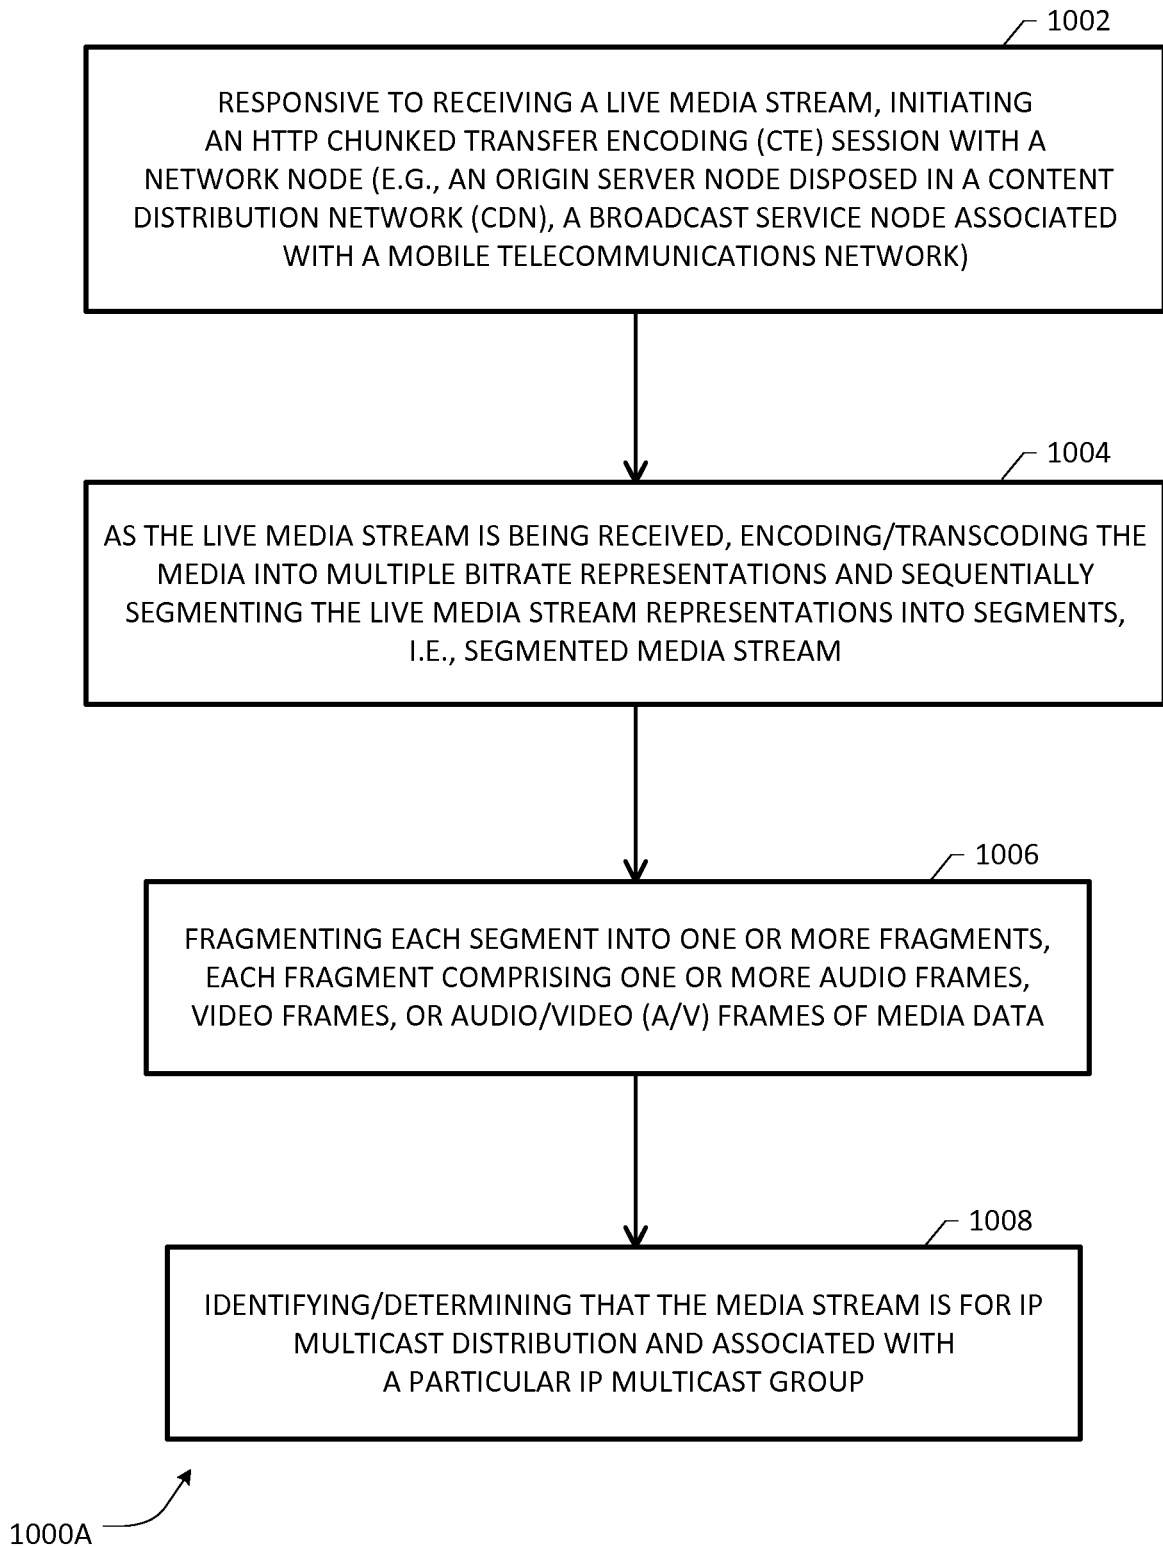 1002
RESPONSIVE TO RECEIVING A LIVE MEDIA STREAM, INITIATING
AN HTTP CHUNKED TRANSFER ENCODING (CTE) SESSION WITH A
NETWORK NODE (E.G., AN ORIGIN SERVER NODE DISPOSED IN A CONTENT
DISTRIBUTION NETWORK (CDN), A BROADCAST SERVICE NODE ASSOCIATED
WITH A MOBILE TELECOMMUNICATIONS NETWORK)
1004
AS THE LIVE MEDIA STREAM IS BEING RECEIVED, ENCODING/TRANSCODING THE
MEDIA INTO MULTIPLE BITRATE REPRESENTATIONS AND SEQUENTIALLY
SEGMENTING THE LIVE MEDIA STREAM REPRESENTATIONS INTO SEGMENTS,
I.E., SEGMENTED MEDIA STREAM
1006
FRAGMENTING EACH SEGMENT INTO ONE OR MORE FRAGMENTS,
EACH FRAGMENT COMPRISING ONE OR MORE AUDIO FRAMES,
VIDEO FRAMES, OR AUDIO/VIDEO (A/V) FRAMES OF MEDIA DATA
1008
IDENTIFYING/DETERMINING THAT THE MEDIA STREAM IS FOR IP
MULTICAST DISTRIBUTION AND ASSOCIATED WITH
A PARTICULAR IP MULTICAST GROUP
1000A